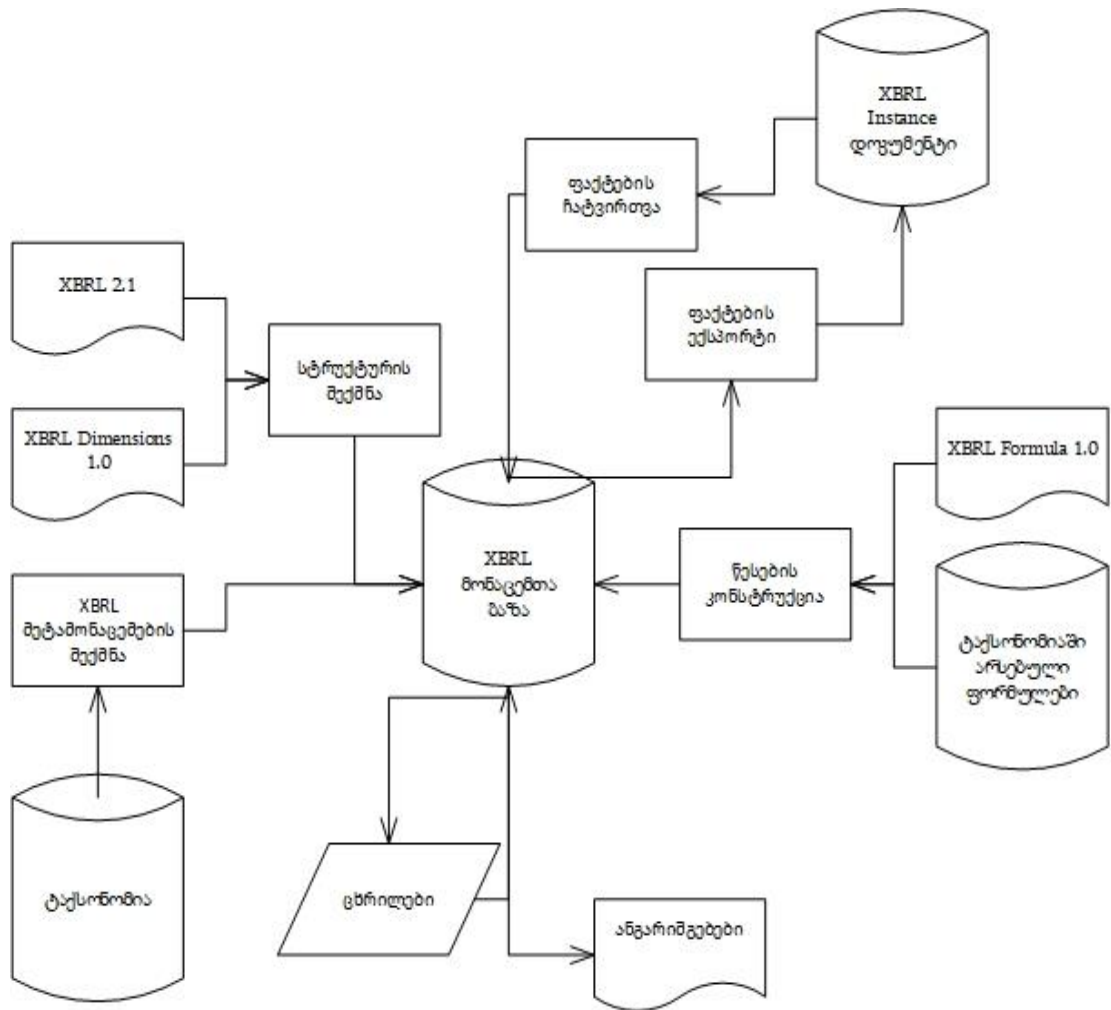 XBRL
Instance
დოკუმენტი
ფაქტების
ჩატვირთვა
XBRL 2.1
ფაქტების
ექსპორტი
სტრუქტურის
შექმნა
XBRL Dimensions
1.0
XBRL Formula 1.0
XBRL
მონაცემთა
ბაზა
წესების
კონსტრუქცია
XBRL
მეტამონაცემების
შექმნა
ტაქსონომიაში
არსებული
ფორმულები
ტაქსონომია
ცხრილები
ანგარიშგებები